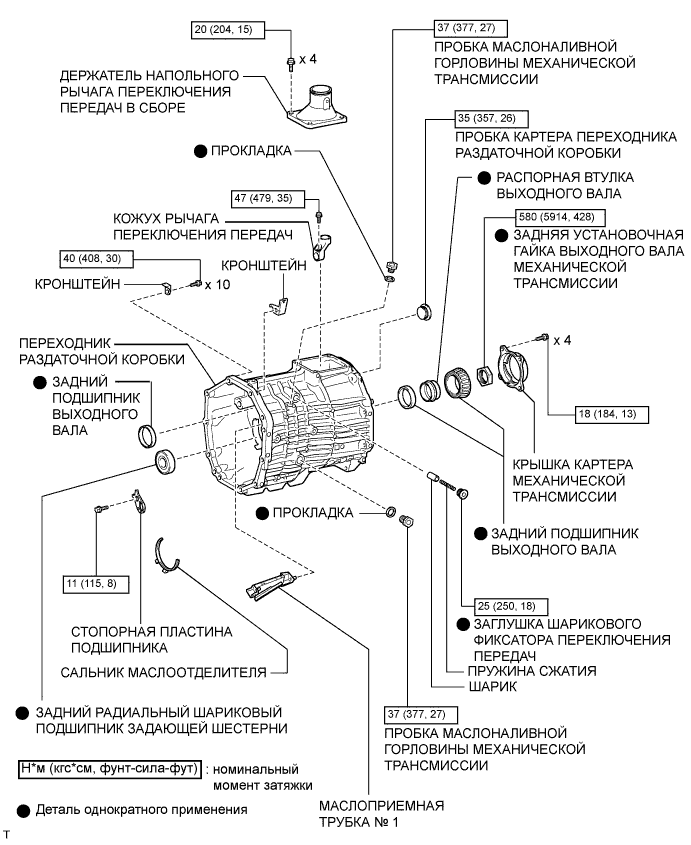 20 (204, 15)
x 4
ДЕРЖАТЕЛЬ НАПОЛЬНОГО
РЫЧАГА ПЕРЕКЛЮЧЕНИЯ
ПЕРЕДАЧ В СБОРЕ
37 (377, 27)
ПРОБКА МАСЛОНАЛИВНОЙ
ГОРЛОВИНЫ МЕХАНИЧЕСКОЙ
ТРАНСМИССИИ
35 (357, 26)
ПРОБКА КАРТЕРА ПЕРЕХОДНИКА
РАЗДАТОЧНОЙ КОРОБКИ
ПРОКЛАДКА
РАСПОРНАЯ ВТУЛКА
ВЫХОДНОГО ВАЛА
47 (479, 35)
КОЖУХ РЫЧАГА
ПЕРЕКЛЮЧЕНИЯ ПЕРЕДАЧ
580 (5914, 428)
ЗАДНЯЯ УСТАНОВОЧНАЯ
ГАЙКА ВЫХОДНОГО ВАЛА
МЕХАНИЧЕСКОЙ
ТРАНСМИССИИ
40 (408, 30)
КРОНШТЕЙН
x 10
КРОНШТЕЙН
ПЕРЕХОДНИК
РАЗДАТОЧНОЙ КОРОБКИ
x 4
18 (184, 13)
ЗАДНИЙ
ПОДШИПНИК
ВЫХОДНОГО
ВАЛА
КРЫШКА КАРТЕРА
МЕХАНИЧЕСКОЙ
ТРАНСМИССИИ
ПРОКЛАДКА
ЗАДНИЙ ПОДШИПНИК
ВЫХОДНОГО ВАЛА
11 (115, 8)
25 (250, 18)
ЗАГЛУШКА ШАРИКОВОГО
ФИКСАТОРА ПЕРЕКЛЮЧЕНИЯ
ПЕРЕДАЧ
СТОПОРНАЯ ПЛАСТИНА
ПОДШИПНИКА
САЛЬНИК МАСЛООТДЕЛИТЕЛЯ
ПРУЖИНА СЖАТИЯ
ШАРИК
ЗАДНИЙ РАДИАЛЬНЫЙ ШАРИКОВЫЙ
ПОДШИПНИК ЗАДАЮЩЕЙ ШЕСТЕРНИ
37 (377, 27)
ПРОБКА МАСЛОНАЛИВНОЙ
ГОРЛОВИНЫ МЕХАНИЧЕСКОЙ
ТРАНСМИССИИ
Н*м (кгс*см, фунт-сила-фут) : номинальный
момент затяжки
Деталь однократного применения
МАСЛОПРИЕМНАЯ
ТРУБКА № 1
T